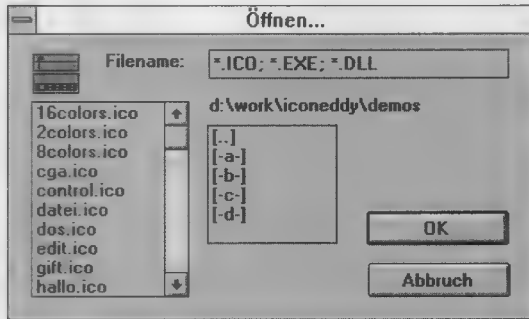 Öffnen...
Filename:
*.ICO; *.EXE; *.DLL
d:\work\iconeddy\demos
16colors.ico
2colors.ico
8colors.ico
cga.ico
control.ico
datei.ico
dos.ico
edit.ico
gift.ico
hallo.ico
[..]
[-a-]
[-b-]
[-c-]
[-d-]
OK
Abbruch